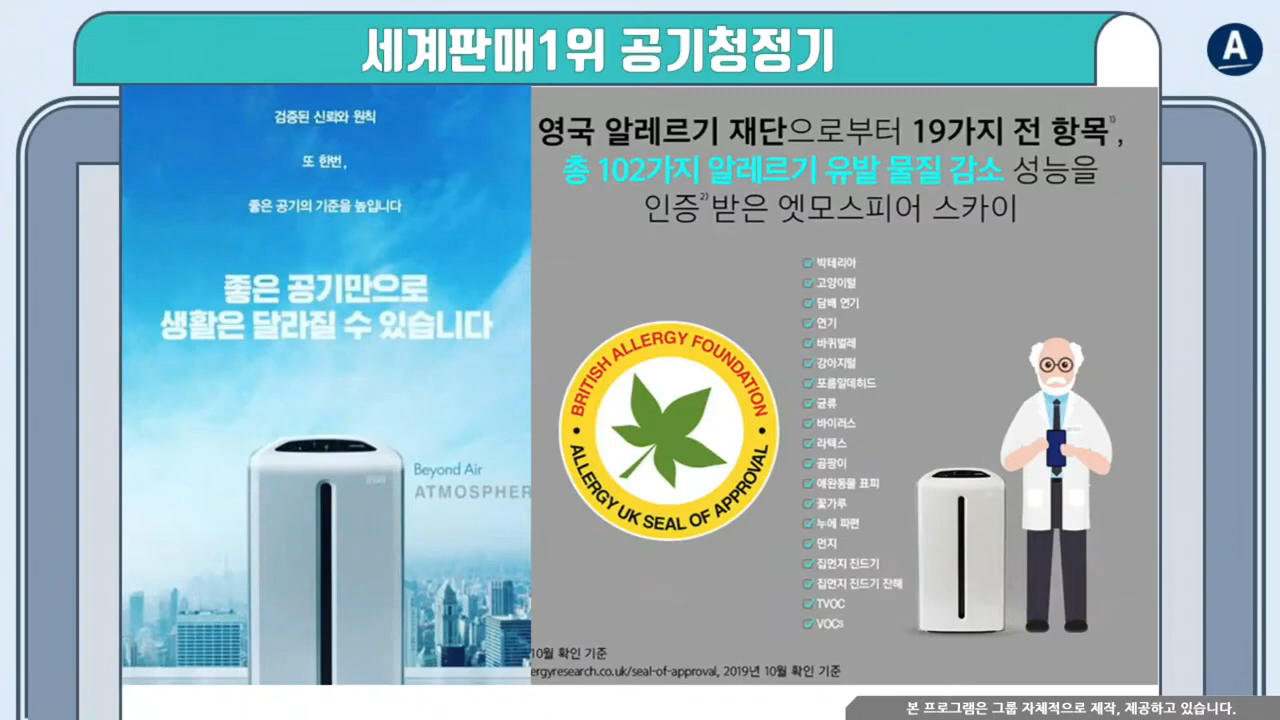 세계판매1위 공기청정기
A
검증된 신뢰와 원칙
또 한번,
좋은 공기의 기준을 높입니다
좋은 공기만으로
생활은 달라질 수 있습니다
Beyond Air
ATMOSPHER
영국 알레르기 재단으로부터 19가지 전 항목1),
총 102가지 알레르기 유발 물질 감소 성능을
인증2)받은 엣모스피어 스카이
BRITISH ALLERGY FOUNDATION
ALLERGY UK SEAL OF APPROVAL
박테리아
고양이털
담배 연기
연기
바퀴벌레
강아지털
포름알데히드
균류
바이러스
라텍스
곰팡이
애완동물 표피
꽃가루
누에 파편
먼지
집먼지 진드기
집먼지 진드기 잔해
TVOC
VOCs
10월 확인 기준
ergyresearch.co.uk/seal-of-approval, 2019년 10월 확인 기준
본 프로그램은 그룹 자체적으로 제작, 제공하고 있습니다.